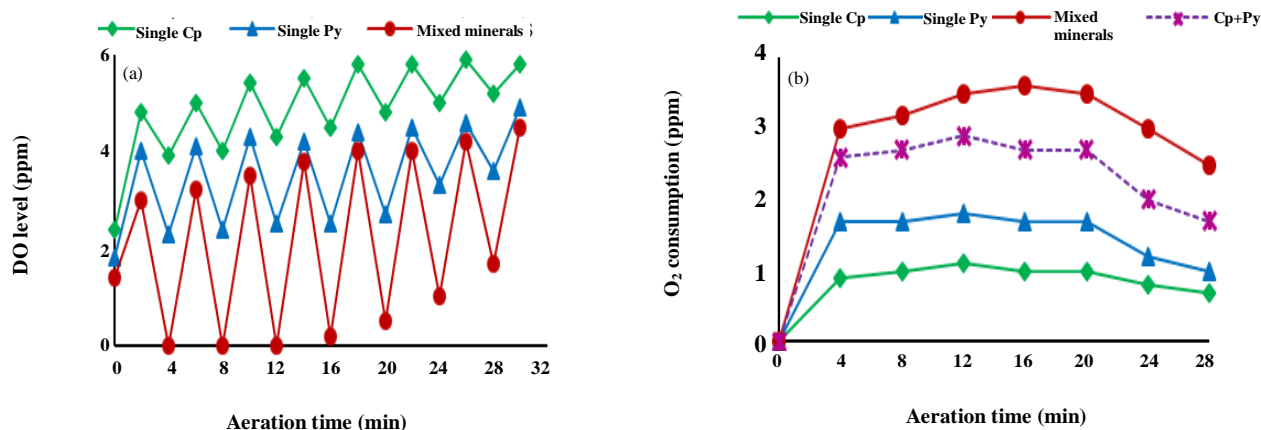 Single Cp Single Py Mixed minerals
(a)
6
4
2
0
DO level (ppm)
0 4 8 12 16 20 24 28 32
Aeration time (min)
Single Cp Single Py Mixed minerals Cp+Py
(b)
4
3
2
1
0
O₂ consumption (ppm)
0 4 8 12 16 20 24 28
Aeration time (min)